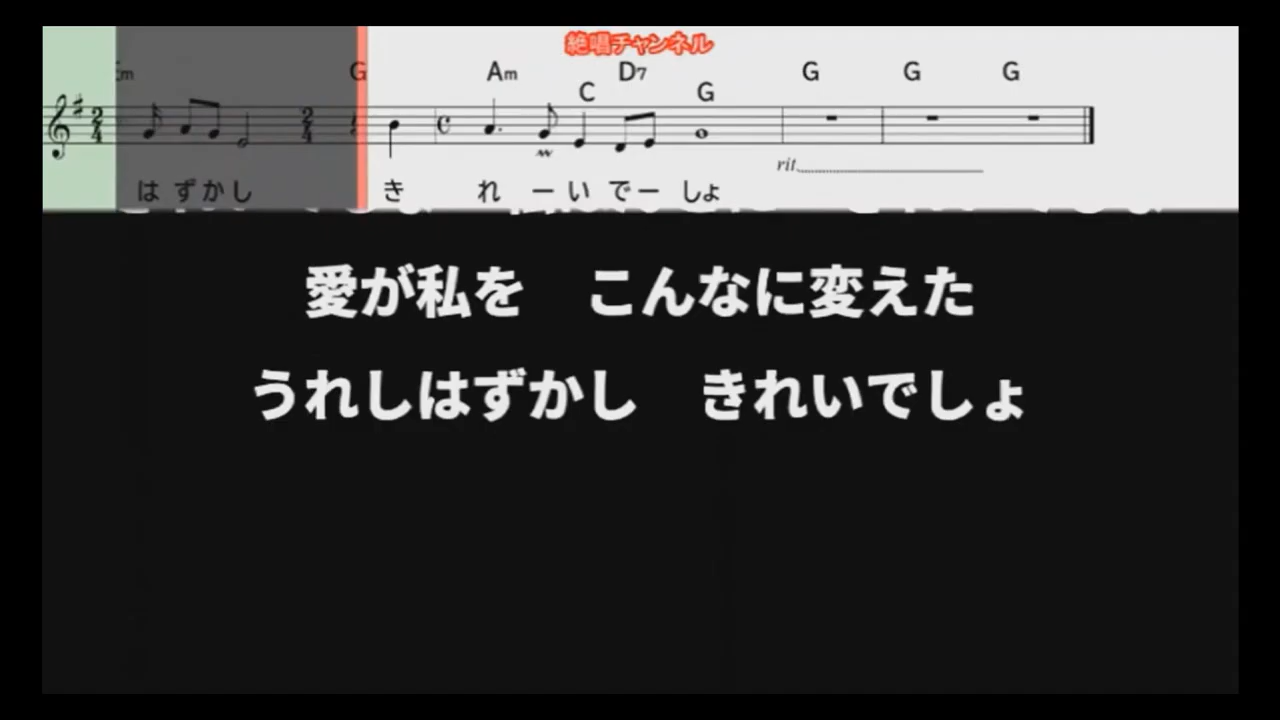 絶唱チャンネル
Em G Am D7 G G G
C G
は ず か し き れ ー い で ー しょ
rit.
愛が私を　こんなに変えた
うれしはずかし　きれいでしょ